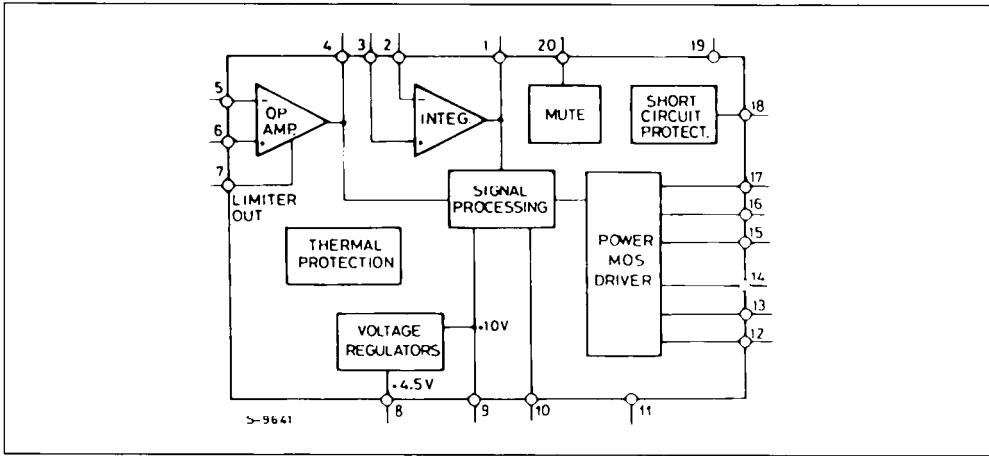 4 3 2 1 20 19
5
OP
AMP.
-
+
6
7
LIMITER
OUT
-
+
INTEG.
MUTE
SHORT
CIRCUIT
PROTECT.
18
SIGNAL
PROCESSING
17
16
15
14
13
12
POWER
MOS
DRIVER
THERMAL
PROTECTION
VOLTAGE
REGULATORS
+10V
+4.5V
8 9 10 11
S-9641